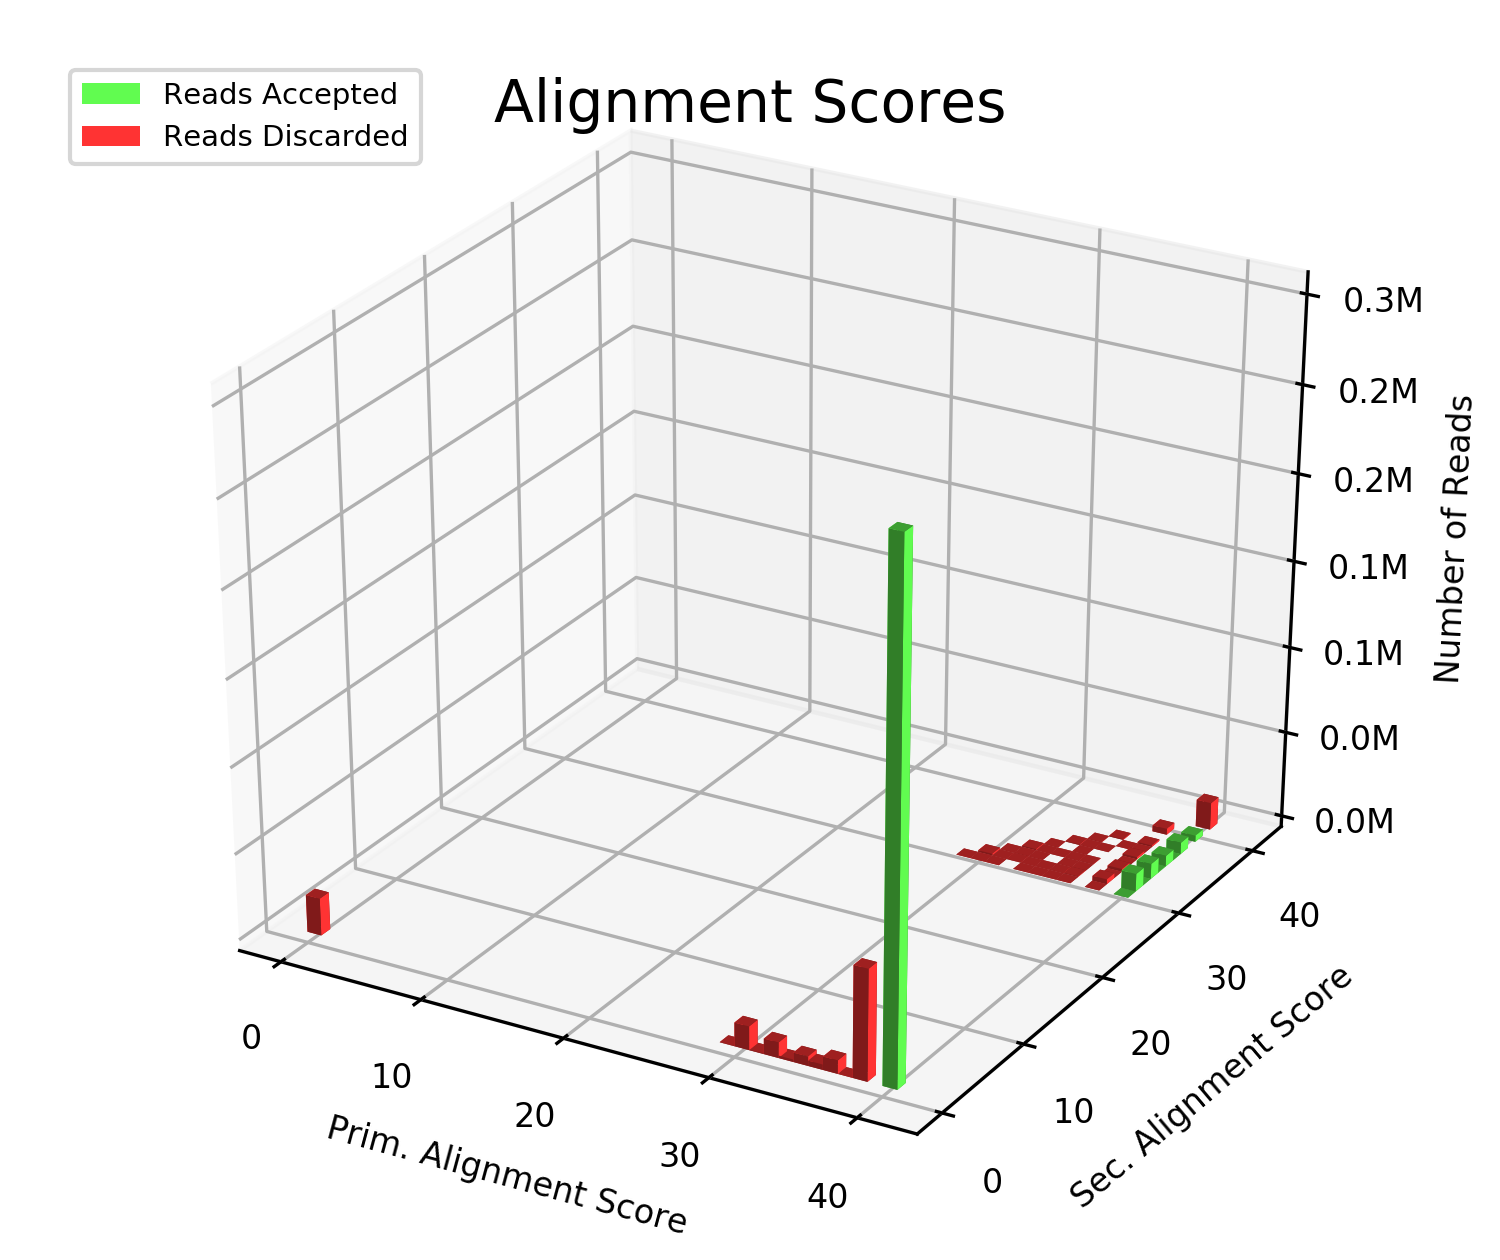 Alignment Scores
Reads Accepted
Reads Discarded
0.3M
0.2M
0.2M
0.1M
0.1M
0.0M
0.0M
Number of Reads
0
10
20
30
40
Prim. Alignment Score
0
10
20
30
40
Sec. Alignment Score